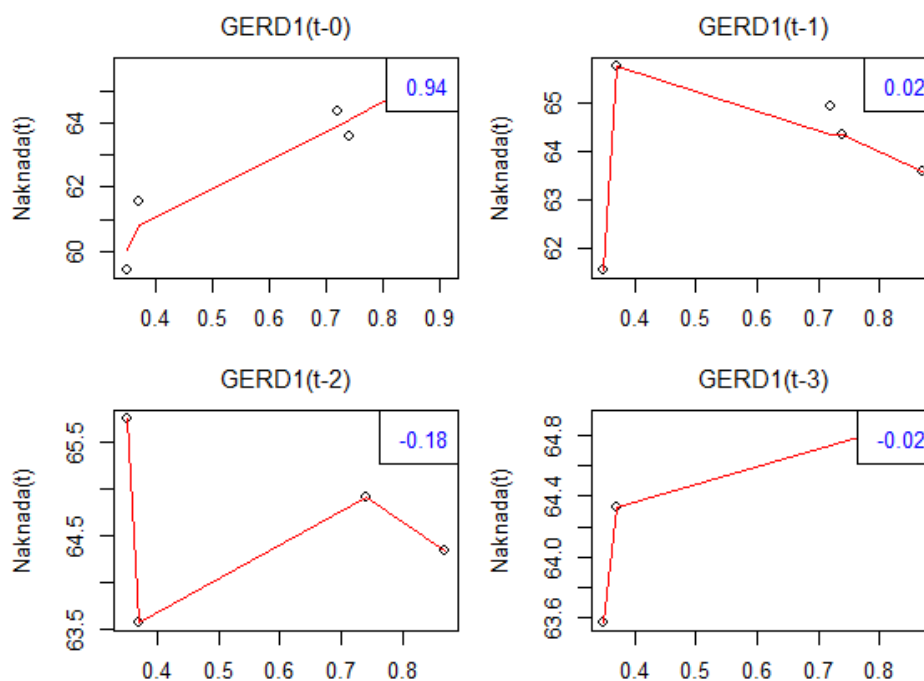 GERD1(t-0)
0.94
Naknada(t)
60 62 64
0.4 0.5 0.6 0.7 0.8 0.9
GERD1(t-1)
0.02
Naknada(t)
62 63 64 65
0.4 0.5 0.6 0.7 0.8
GERD1(t-2)
-0.18
Naknada(t)
63.5 64.5 65.5
0.4 0.5 0.6 0.7 0.8
GERD1(t-3)
-0.02
Naknada(t)
63.6 64.0 64.4 64.8
0.4 0.5 0.6 0.7 0.8